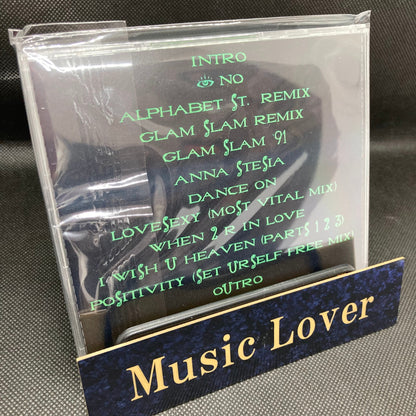 INTRO
👁 NO
ALPHABET ST. REMIX
GLAM SLAM REMIX
GLAM SLAM 91
ANNA STESIA
DANCE ON
LOVESEXY (MOST VITAL MIX)
WHEN 2 R IN LOVE
I WISH U HEAVEN (PARTS 1 2 3)
POSITIVITY (SET URSELF FREE MIX)
OUTRO
Music Lover